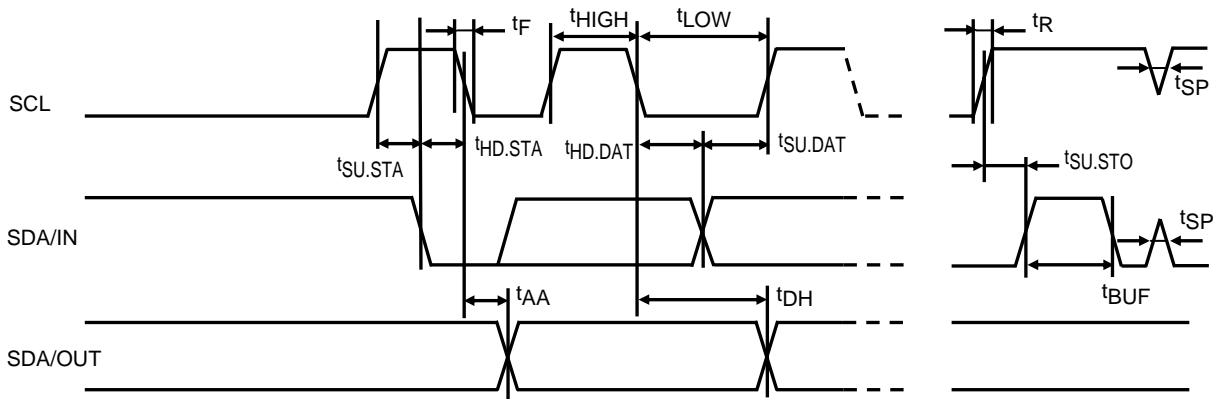 tF
tHIGH
tLOW
tR
SCL
tSP
tSU.STA
tHD.STA
tHD.DAT
tSU.DAT
tSU.STO
SDA/IN
tSP
tAA
tDH
tBUF
SDA/OUT